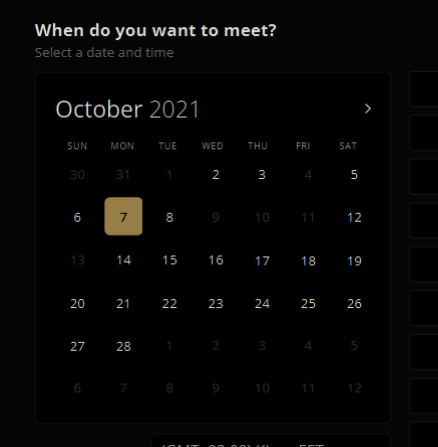 When do you want to meet?
Select a date and time
October 2021
SUN MON TUE WED THU FRI SAT
30 31 1 2 3 4 5
6 7 8 9 10 11 12
13 14 15 16 17 18 19
20 21 22 23 24 25 26
27 28 1 2 3 4 5
6 7 8 9 10 11 12